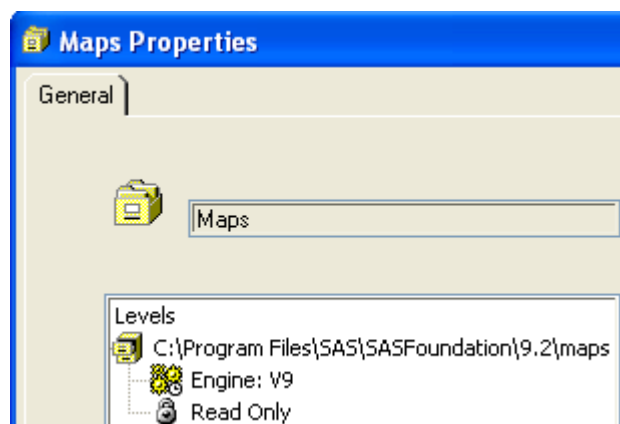 Maps Properties
General
Maps
Levels
C:\Program Files\SAS\SASFoundation\9.2\maps
Engine: V9
Read Only